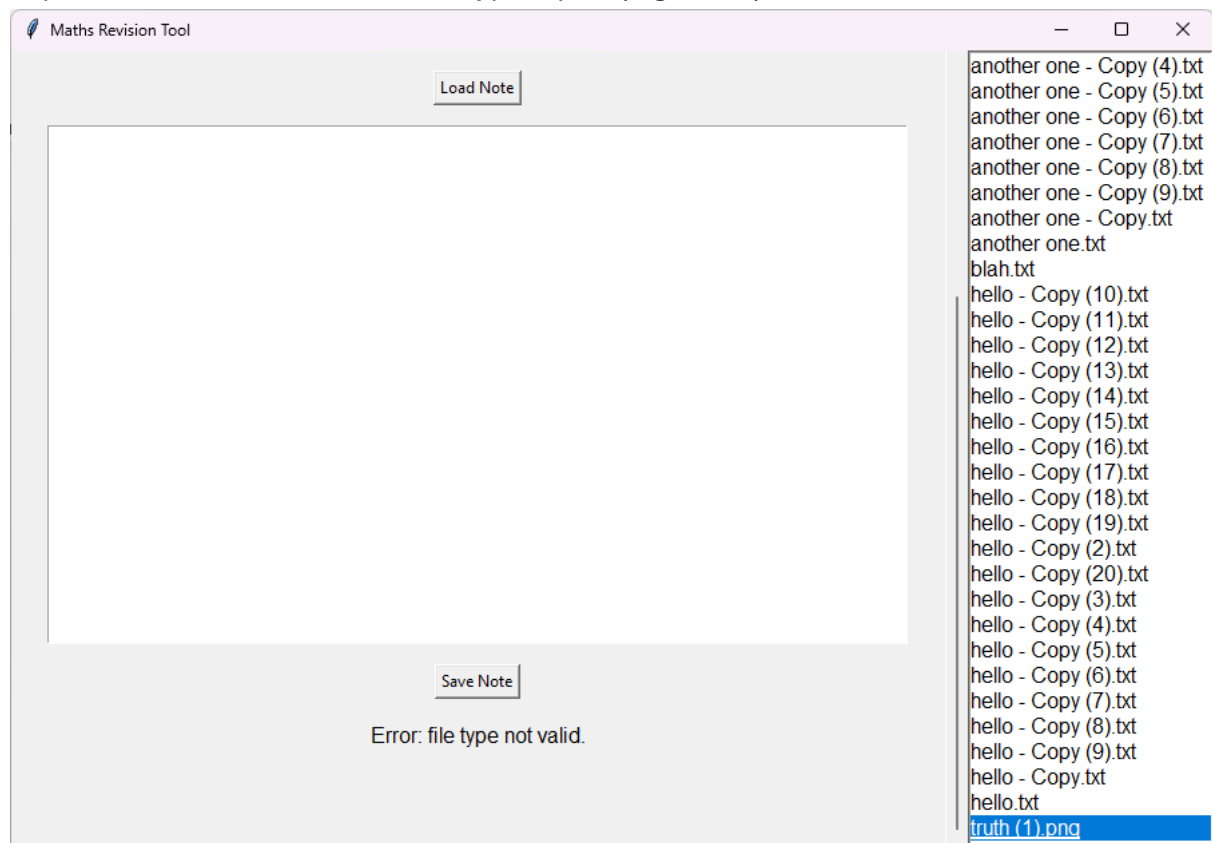 Maths Revision Tool
Load Note
Save Note
Error: file type not valid.
another one - Copy (4).txt
another one - Copy (5).txt
another one - Copy (6).txt
another one - Copy (7).txt
another one - Copy (8).txt
another one - Copy (9).txt
another one - Copy.txt
another one.txt
blah.txt
hello - Copy (10).txt
hello - Copy (11).txt
hello - Copy (12).txt
hello - Copy (13).txt
hello - Copy (14).txt
hello - Copy (15).txt
hello - Copy (16).txt
hello - Copy (17).txt
hello - Copy (18).txt
hello - Copy (19).txt
hello - Copy (2).txt
hello - Copy (20).txt
hello - Copy (3).txt
hello - Copy (4).txt
hello - Copy (5).txt
hello - Copy (6).txt
hello - Copy (7).txt
hello - Copy (8).txt
hello - Copy (9).txt
hello - Copy.txt
hello.txt
truth (1).png